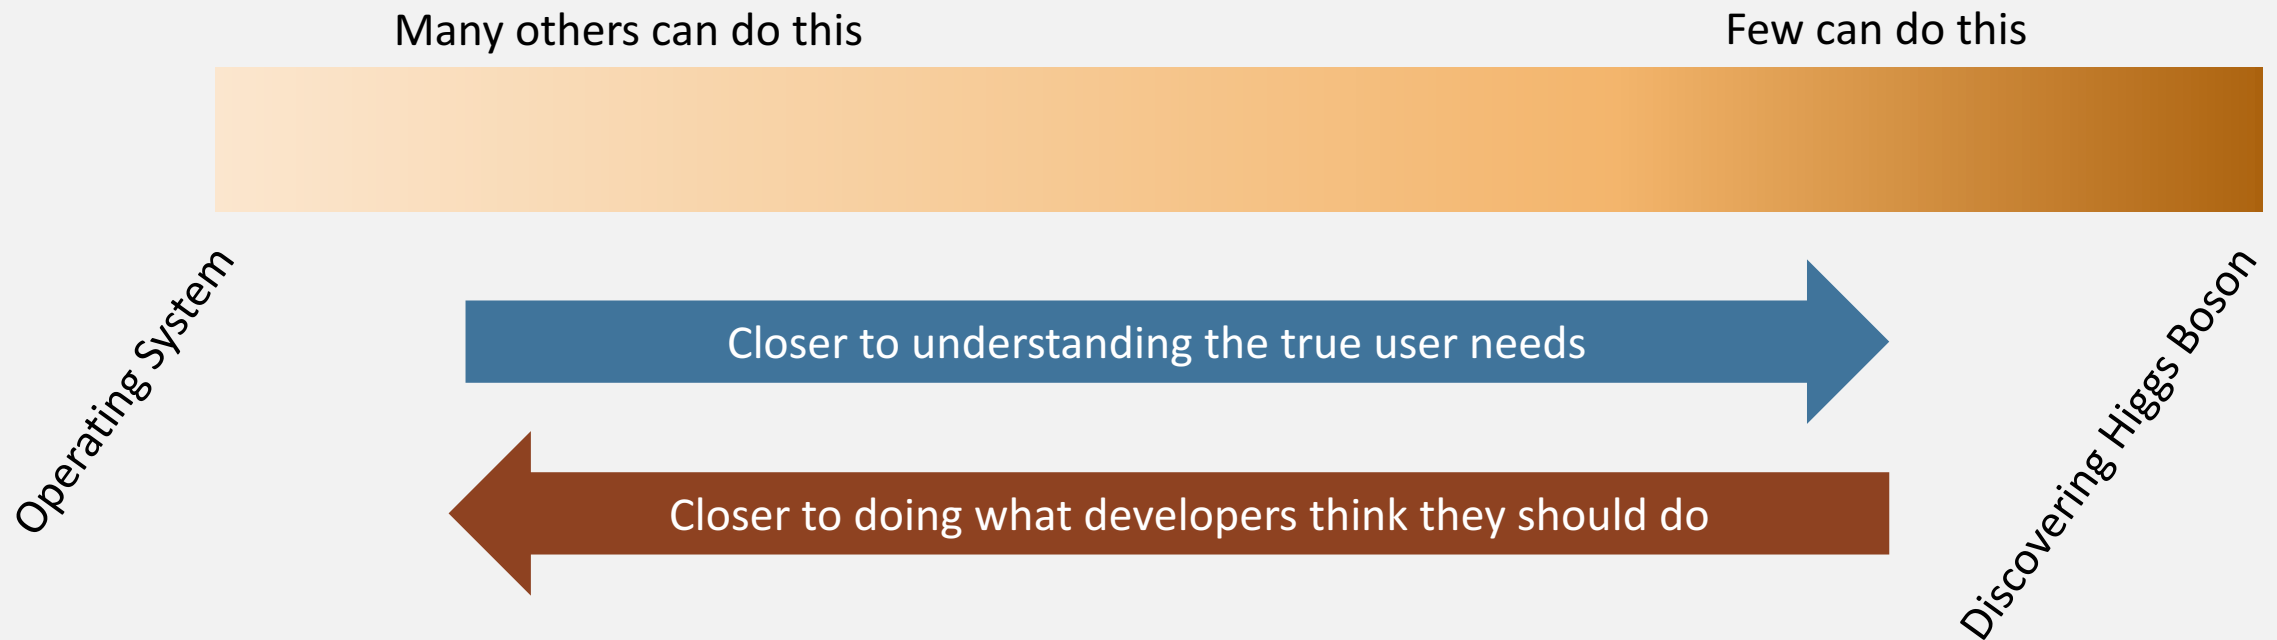 Many others can do this
Few can do this
Operating System
Closer to understanding the true user needs
Closer to doing what developers think they should do
Discovering Higgs Boson